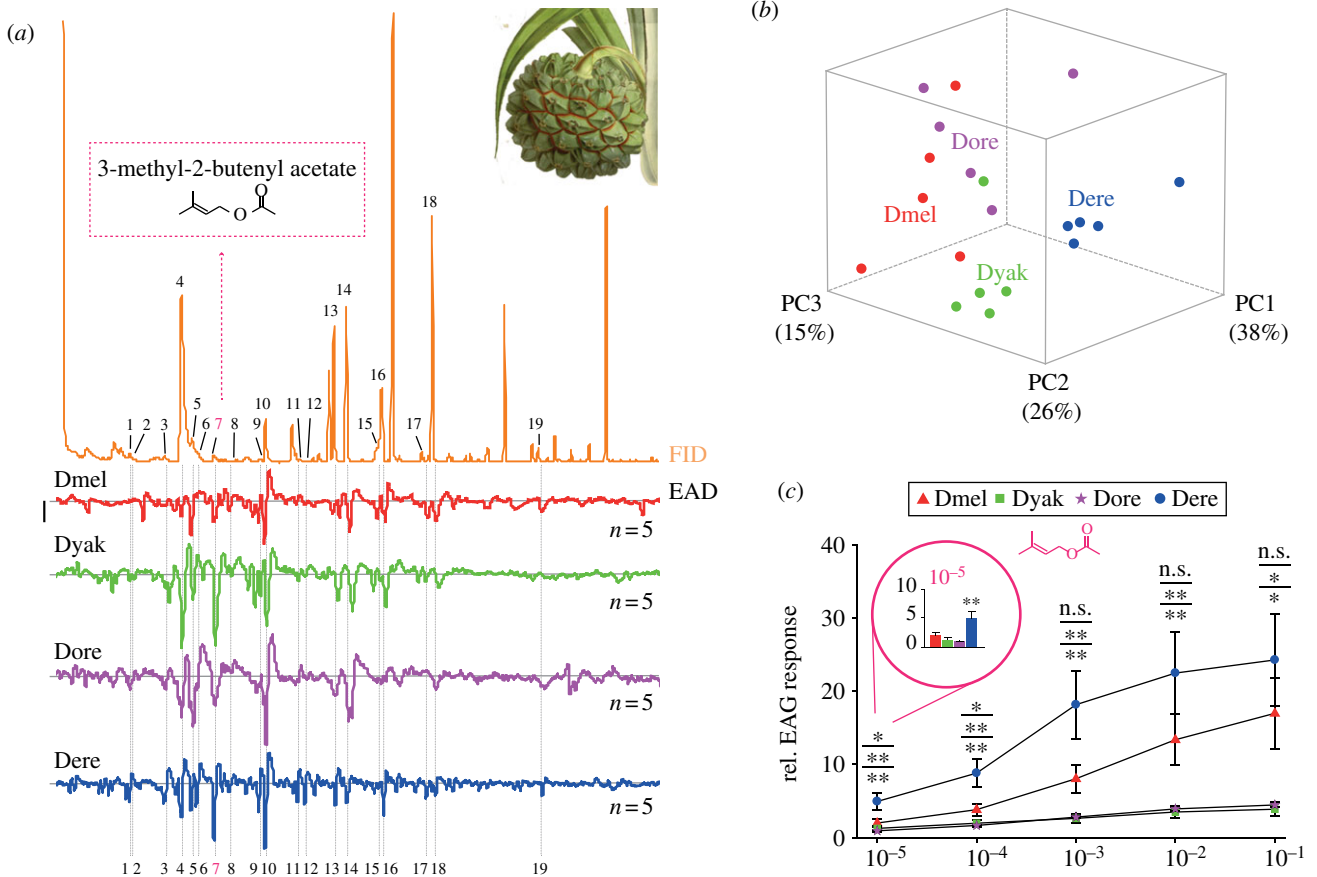 (a)
3-methyl-2-butenyl acetate
O
O
18
4
14
13
16
5
10
11 12
1 2 3
6 7 8 9
15
17
19
FID
Dmel
EAD
n = 5
Dyak
n = 5
Dore
n = 5
Dere
n = 5
1 2 3 4 5 6 7 8 9 10 11 12 13 14 15 16 17 18 19
(b)
Dore
Dere
Dmel
Dyak
PC3
(15%)
PC1
(38%)
PC2
(26%)
(c)
Dmel Dyak Dore Dere
O
O
rel. EAG response
40
30
20
10
0
10⁻⁵
10
5
0
**
*
**
**
*
**
**
n.s.
**
**
n.s.
**
**
n.s.
*
*
10⁻⁵ 10⁻⁴ 10⁻³ 10⁻² 10⁻¹